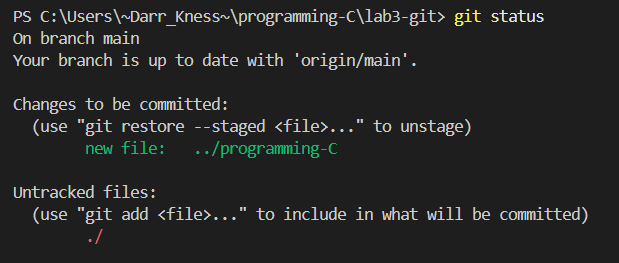 PS C:\Users\~Darr_Kness~\programming-C\lab3-git> git status
On branch main
Your branch is up to date with 'origin/main'.
Changes to be committed:
(use "git restore --staged <file>..." to unstage)
new file:   ../programming-C
Untracked files:
(use "git add <file>..." to include in what will be committed)
./